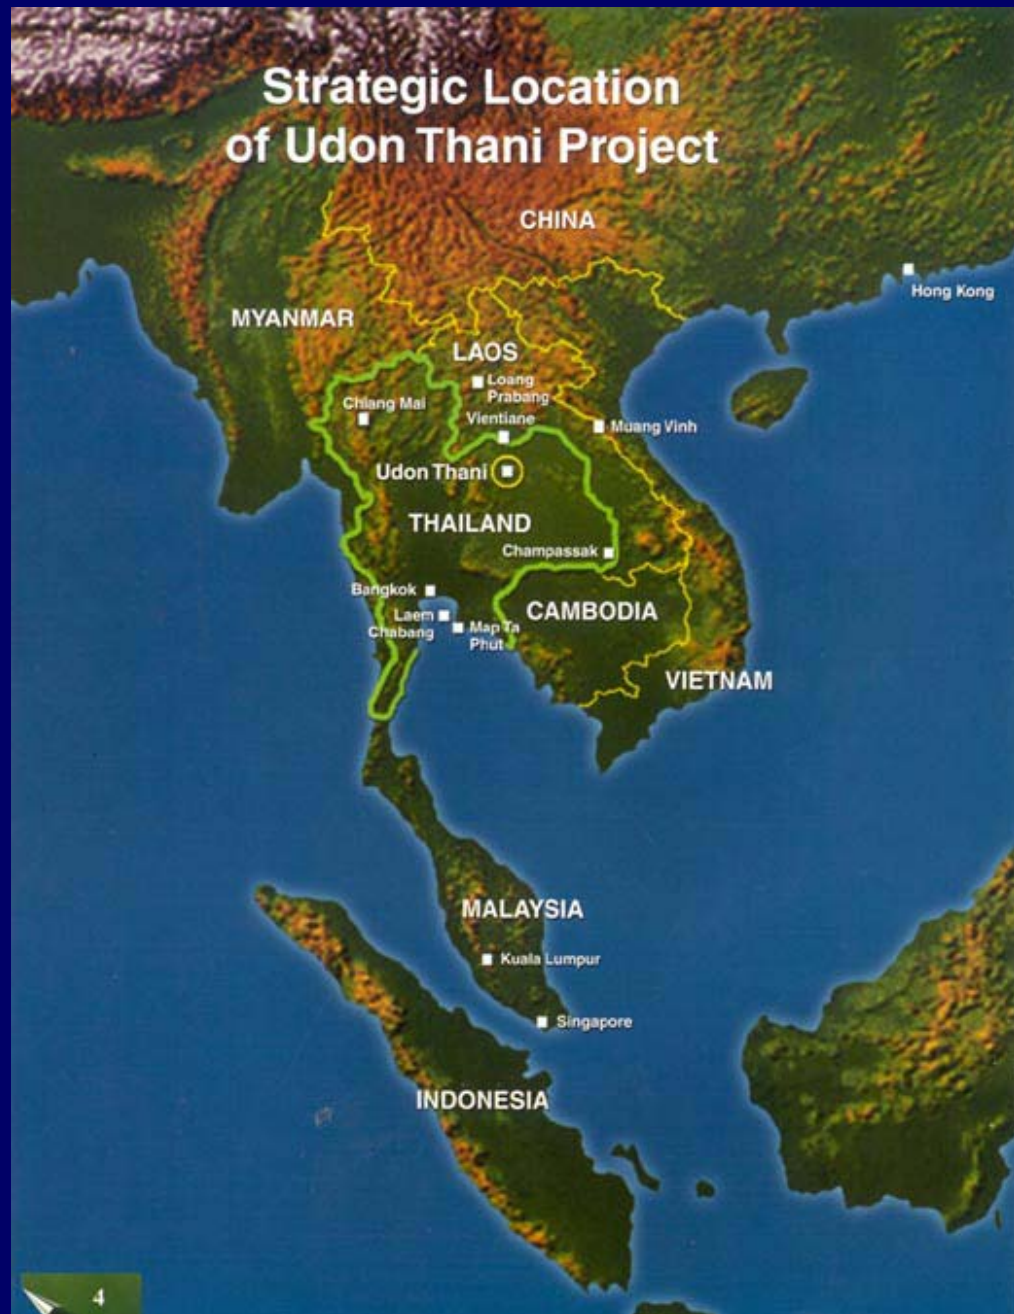 Strategic Location
of Udon Thani Project
CHINA
Hong Kong
MYANMAR
LAOS
Loang
Prabang
Chiang Mai
Vientiane
Muang Vinh
Udon Thani
THAILAND
Champassak
Bangkok
CAMBODIA
Laem
Chabang
Map Ta
Phut
VIETNAM
MALAYSIA
Kuala Lumpur
Singapore
INDONESIA
4